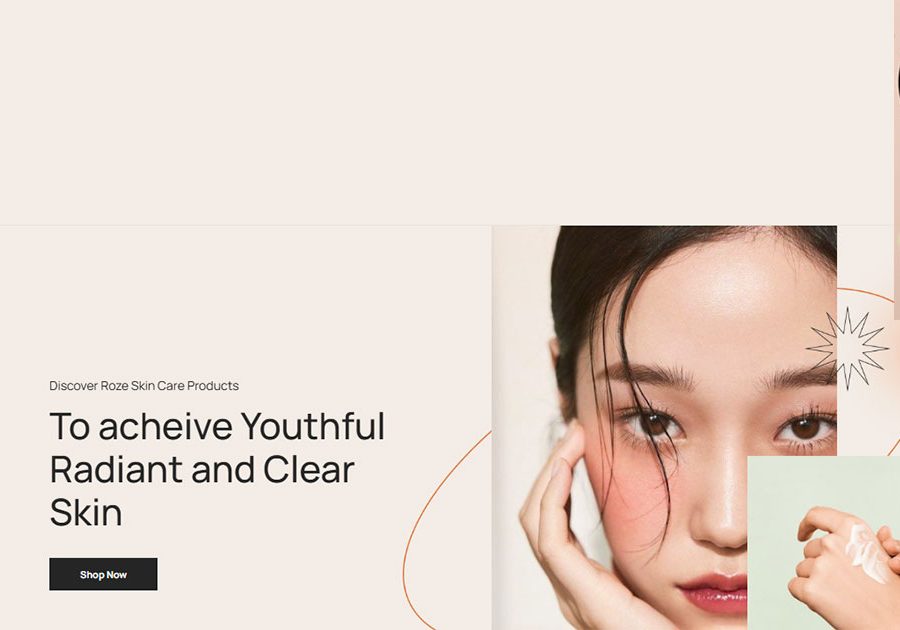 Discover Roze Skin Care Products
To acheive Youthful
Radiant and Clear
Skin
Shop Now